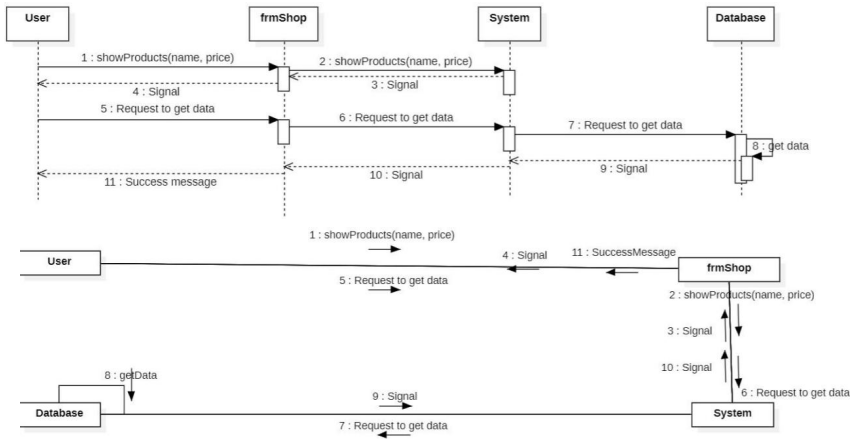 User
frmShop
System
Database
1 : showProducts(name, price)
2 : showProducts(name, price)
4 : Signal
3 : Signal
5 : Request to get data
6 : Request to get data
7 : Request to get data
8 : get data
9 : Signal
10 : Signal
11 : Success message
1 : showProducts(name, price)
4 : Signal
11 : SuccessMessage
User
frmShop
5 : Request to get data
2 : showProducts(name, price)
3 : Signal
10 : Signal
8 : getData
9 : Signal
6 : Request to get data
Database
System
7 : Request to get data